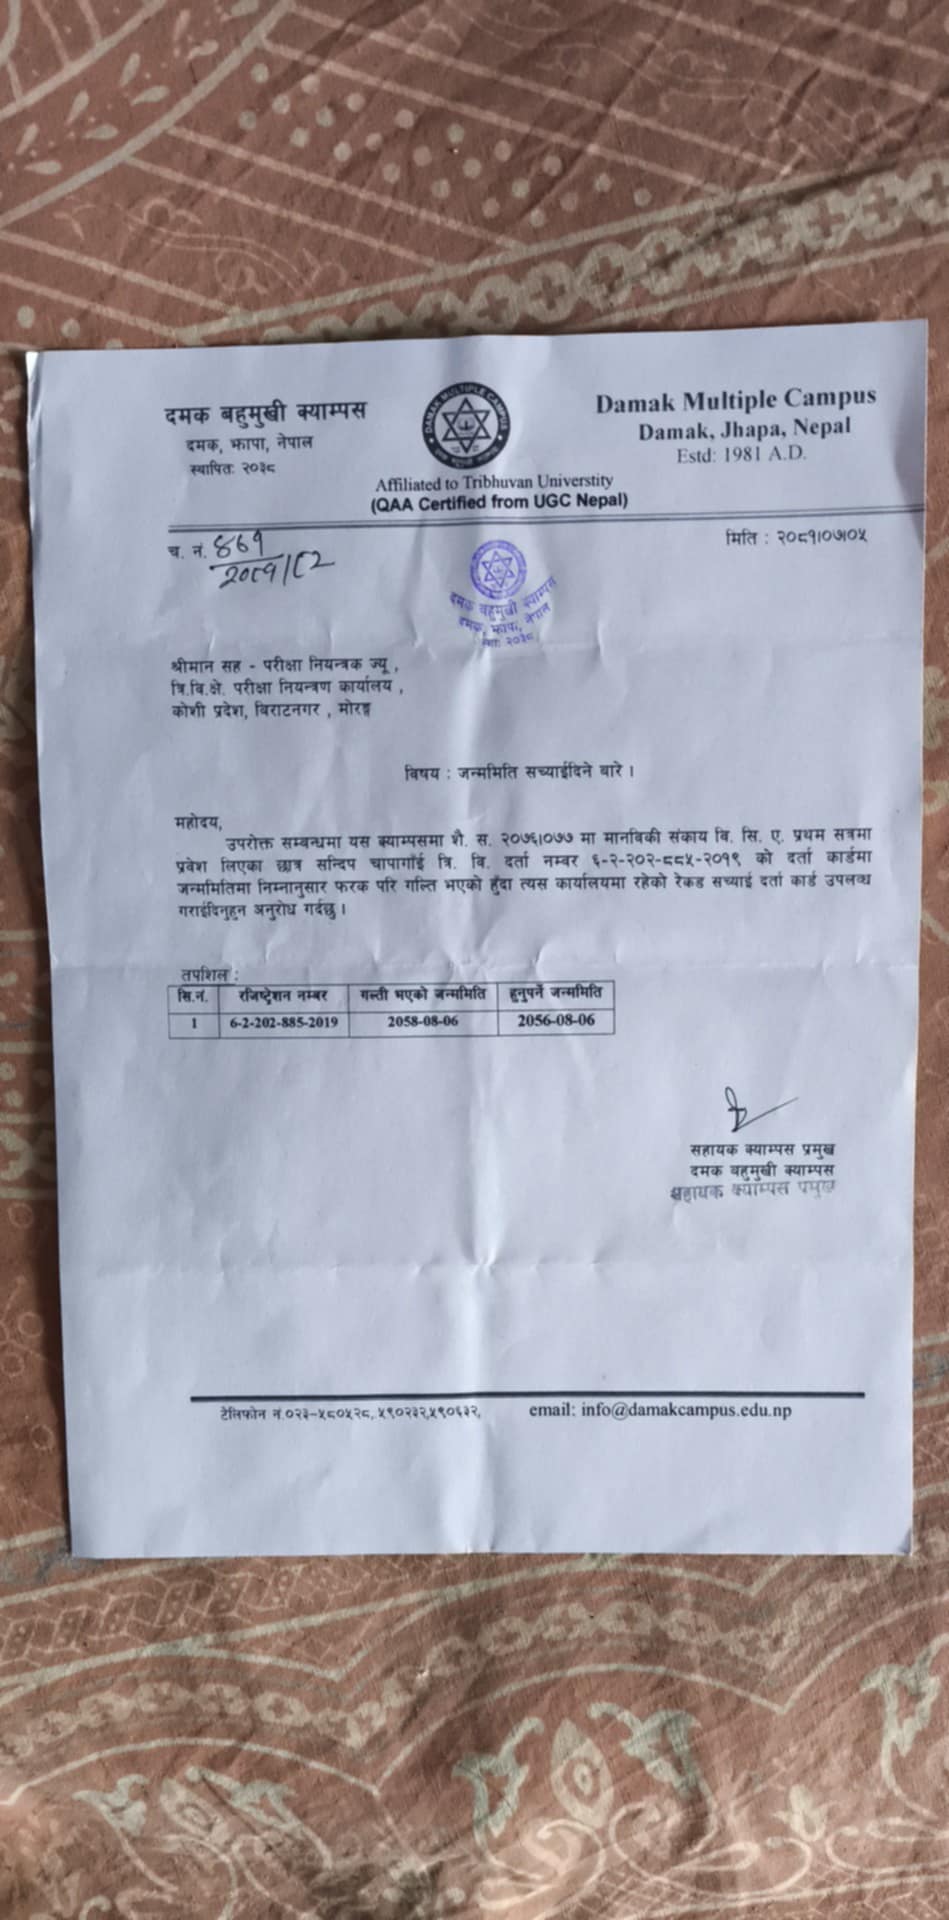 दमक बहुमुखी क्याम्पस
दमक, झापा, नेपाल
स्थापितः २०३८
DAMAK MULTIPLE CAMPUS
Damak Multiple Campus
Damak, Jhapa, Nepal
Estd: 1981 A.D.
Affiliated to Tribhuvan Universtity
(QAA Certified from UGC Nepal)
च. नं. ४६१
२०८१/८२
मिति : २०८१।०७।०५
दमक बहुमुखी क्याम्पस
दमक, झापा, नेपाल
स्था: २०३८
श्रीमान सह - परीक्षा नियन्त्रक ज्यू ,
त्रि.वि.क्षे. परीक्षा नियन्त्रण कार्यालय ,
कोशी प्रदेश, विराटनगर , मोरङ्ग
विषय : जन्ममिति सच्याईदिने बारे ।
महोदय,
उपरोक्त सम्बन्धमा यस क्याम्पसमा शै. स. २०७६।०७७ मा मानविकी संकाय वि. सि. ए. प्रथम सत्रमा
प्रवेश लिएका छात्र सन्दिप चापागाँई त्रि. वि. दर्ता नम्बर ६-२-२०२-८८५-२०१९ को दर्ता कार्डमा
जन्ममितिमा निम्नानुसार फरक परि गल्ति भएको हुँदा त्यस कार्यालयमा रहेको रेकड सच्याई दर्ता कार्ड उपलब्ध
गराईदिनुहुन अनुरोध गर्दछु ।
तपशिल :
सि.नं. रजिष्ट्रेशन नम्बर गल्ती भएको जन्ममिति हुनुपर्ने जन्ममिति
1 6-2-202-885-2019 2058-08-06 2056-08-06
सहायक क्याम्पस प्रमुख
दमक बहुमुखी क्याम्पस
सहायक क्याम्पस प्रमुख
टेलिफोन नं.०२३-५८०५२८, ५९०२३२,५९०६३२, email: info@damakcampus.edu.np